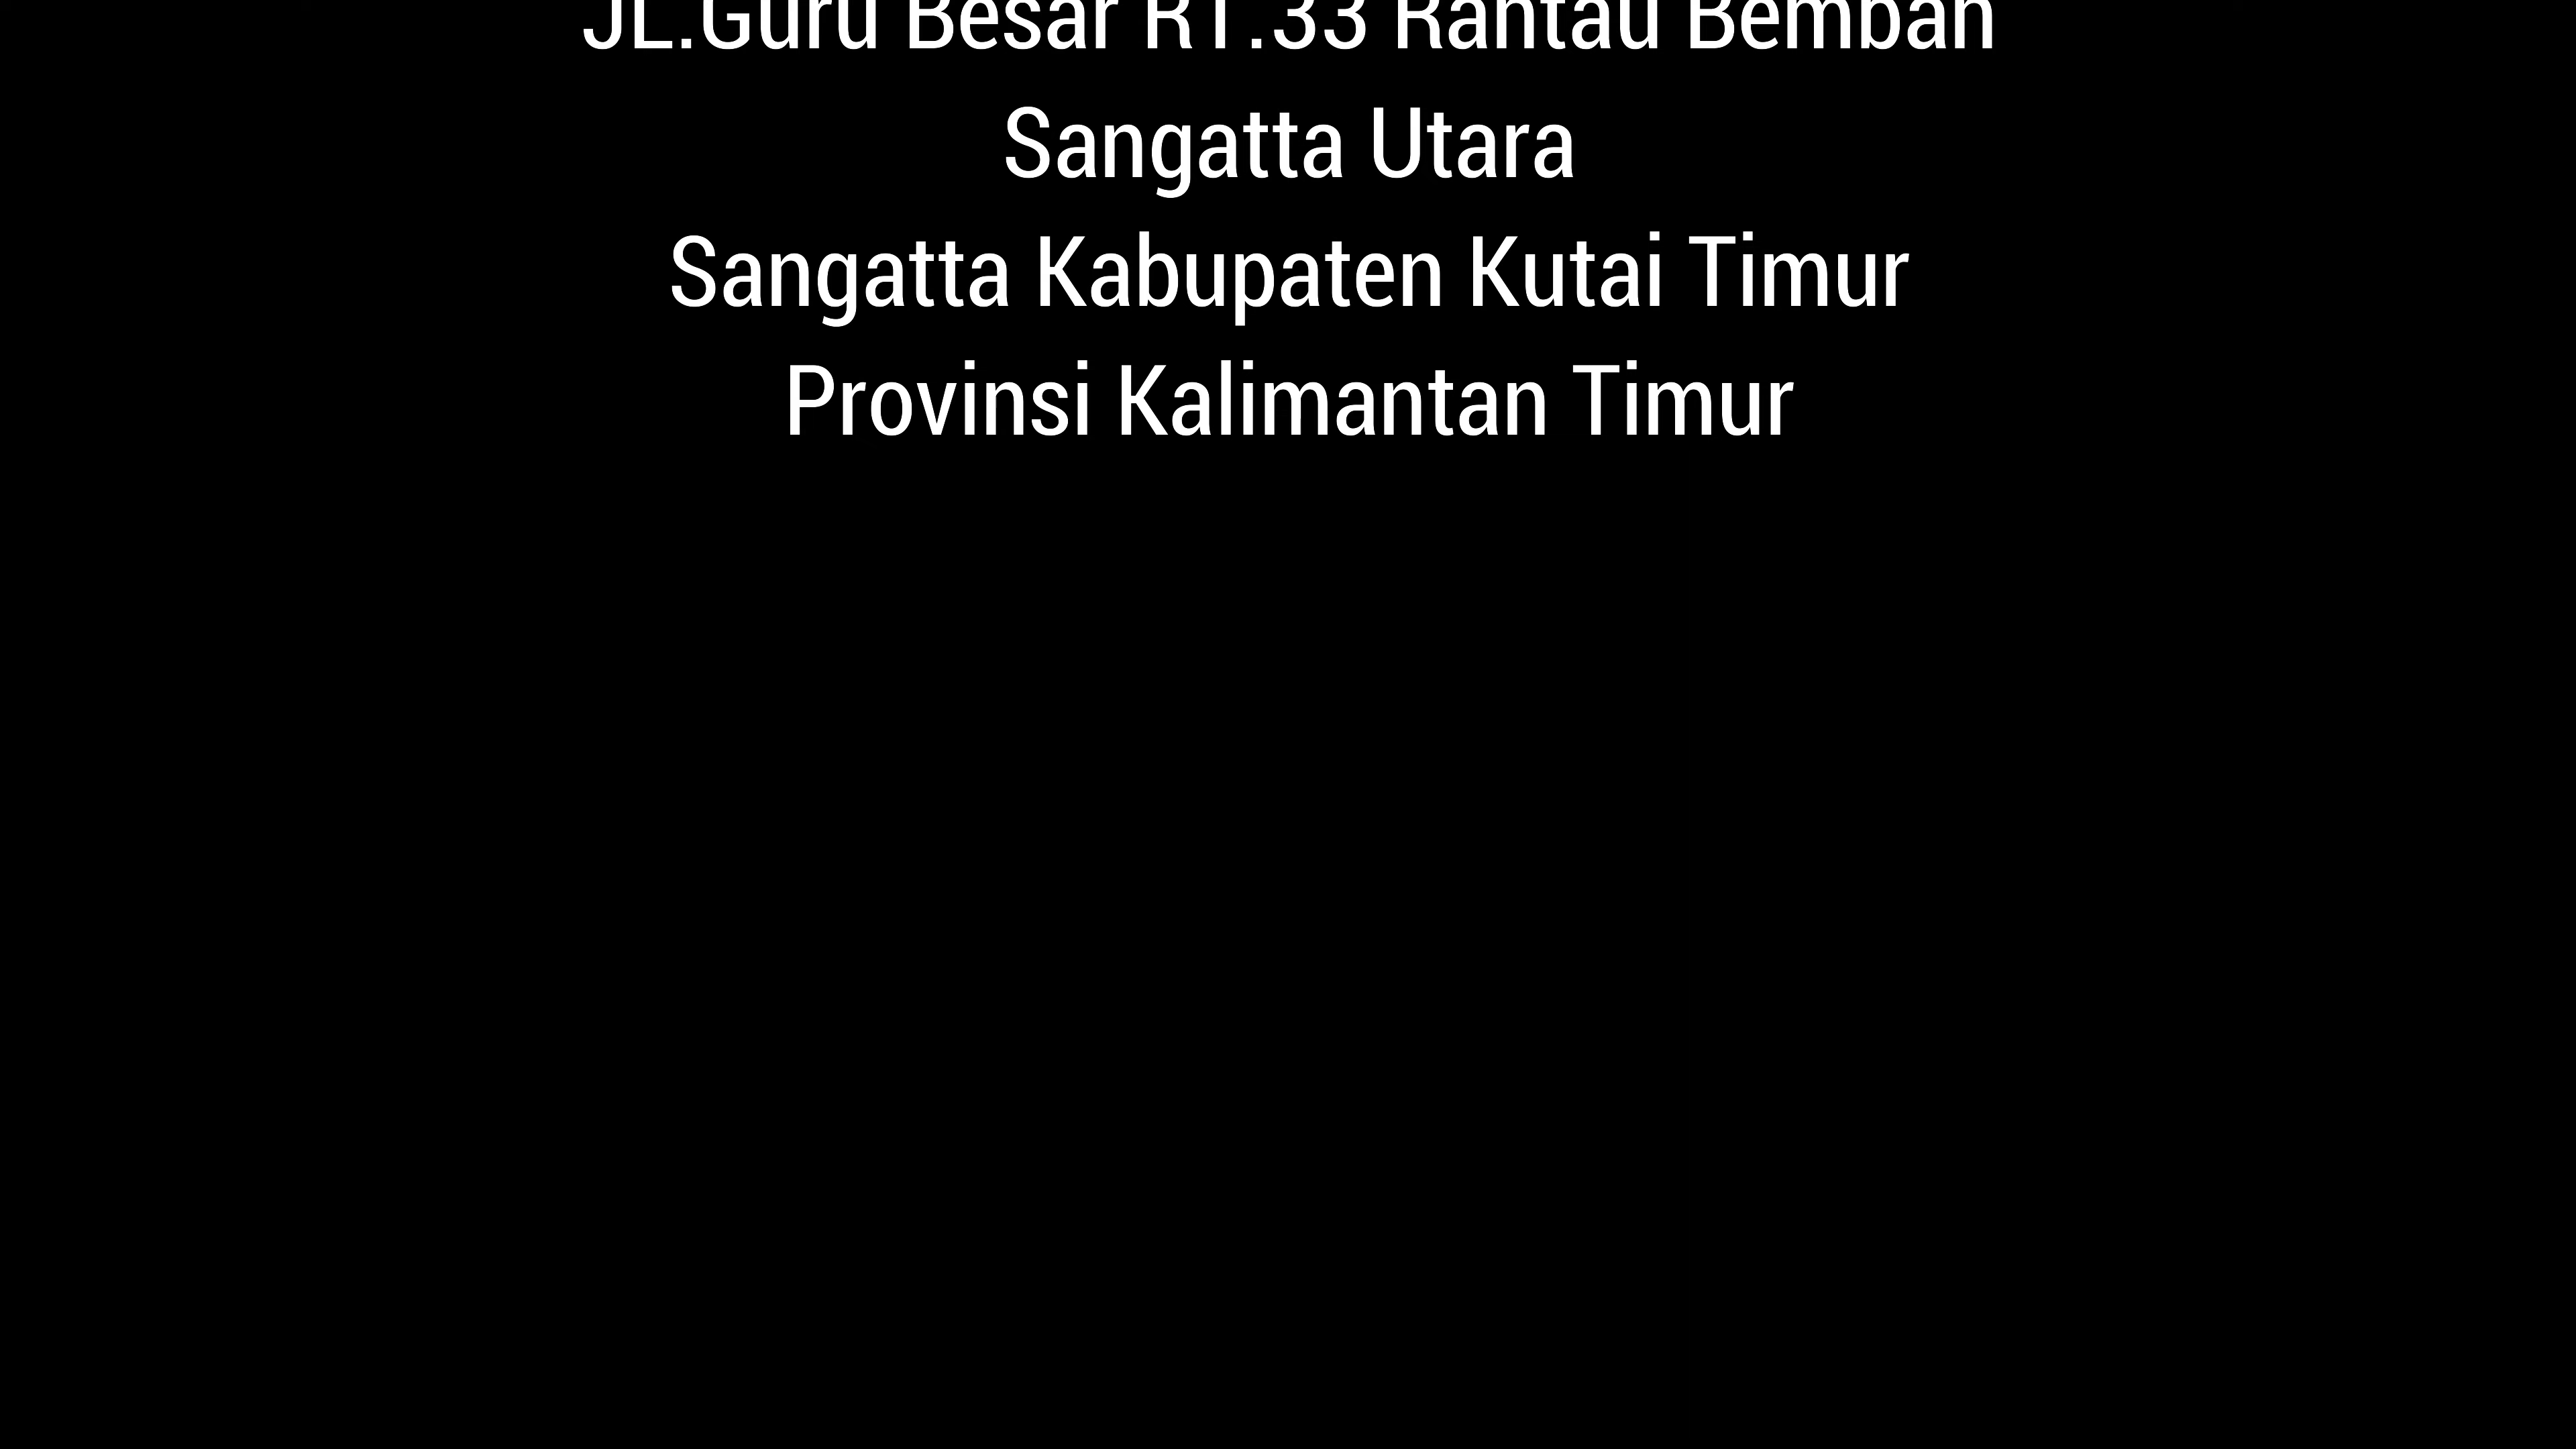 JL.Guru Besar RT.33 Rantau Bemban
Sangatta Utara
Sangatta Kabupaten Kutai Timur
Provinsi Kalimantan Timur